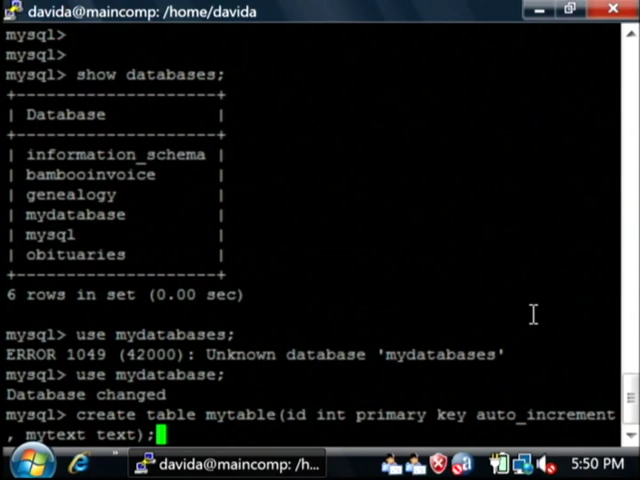 davida@maincomp: /home/davida
mysql>
mysql>
mysql> show databases;
+--------------------+
| Database           |
+--------------------+
| information_schema |
| bambooinvoice      |
| genealogy          |
| mydatabase         |
| mysql              |
| obituaries         |
+--------------------+
6 rows in set (0.00 sec)
mysql> use mydatabases;
ERROR 1049 (42000): Unknown database 'mydatabases'
mysql> use mydatabase;
Database changed
mysql> create table mytable(id int primary key auto_increment
, mytext text);
davida@maincomp: /h...
5:50 PM